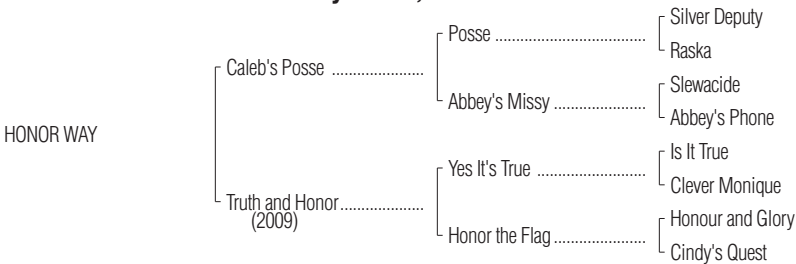 Silver Deputy
Posse ......................................
Raska
Caleb's Posse .......................
Slewacide
Abbey's Missy .......................
Abbey's Phone
HONOR WAY
Is It True
Yes It's True ...........................
Clever Monique
Truth and Honor.....................
(2009)
Honour and Glory
Honor the Flag.......................
Cindy's Quest